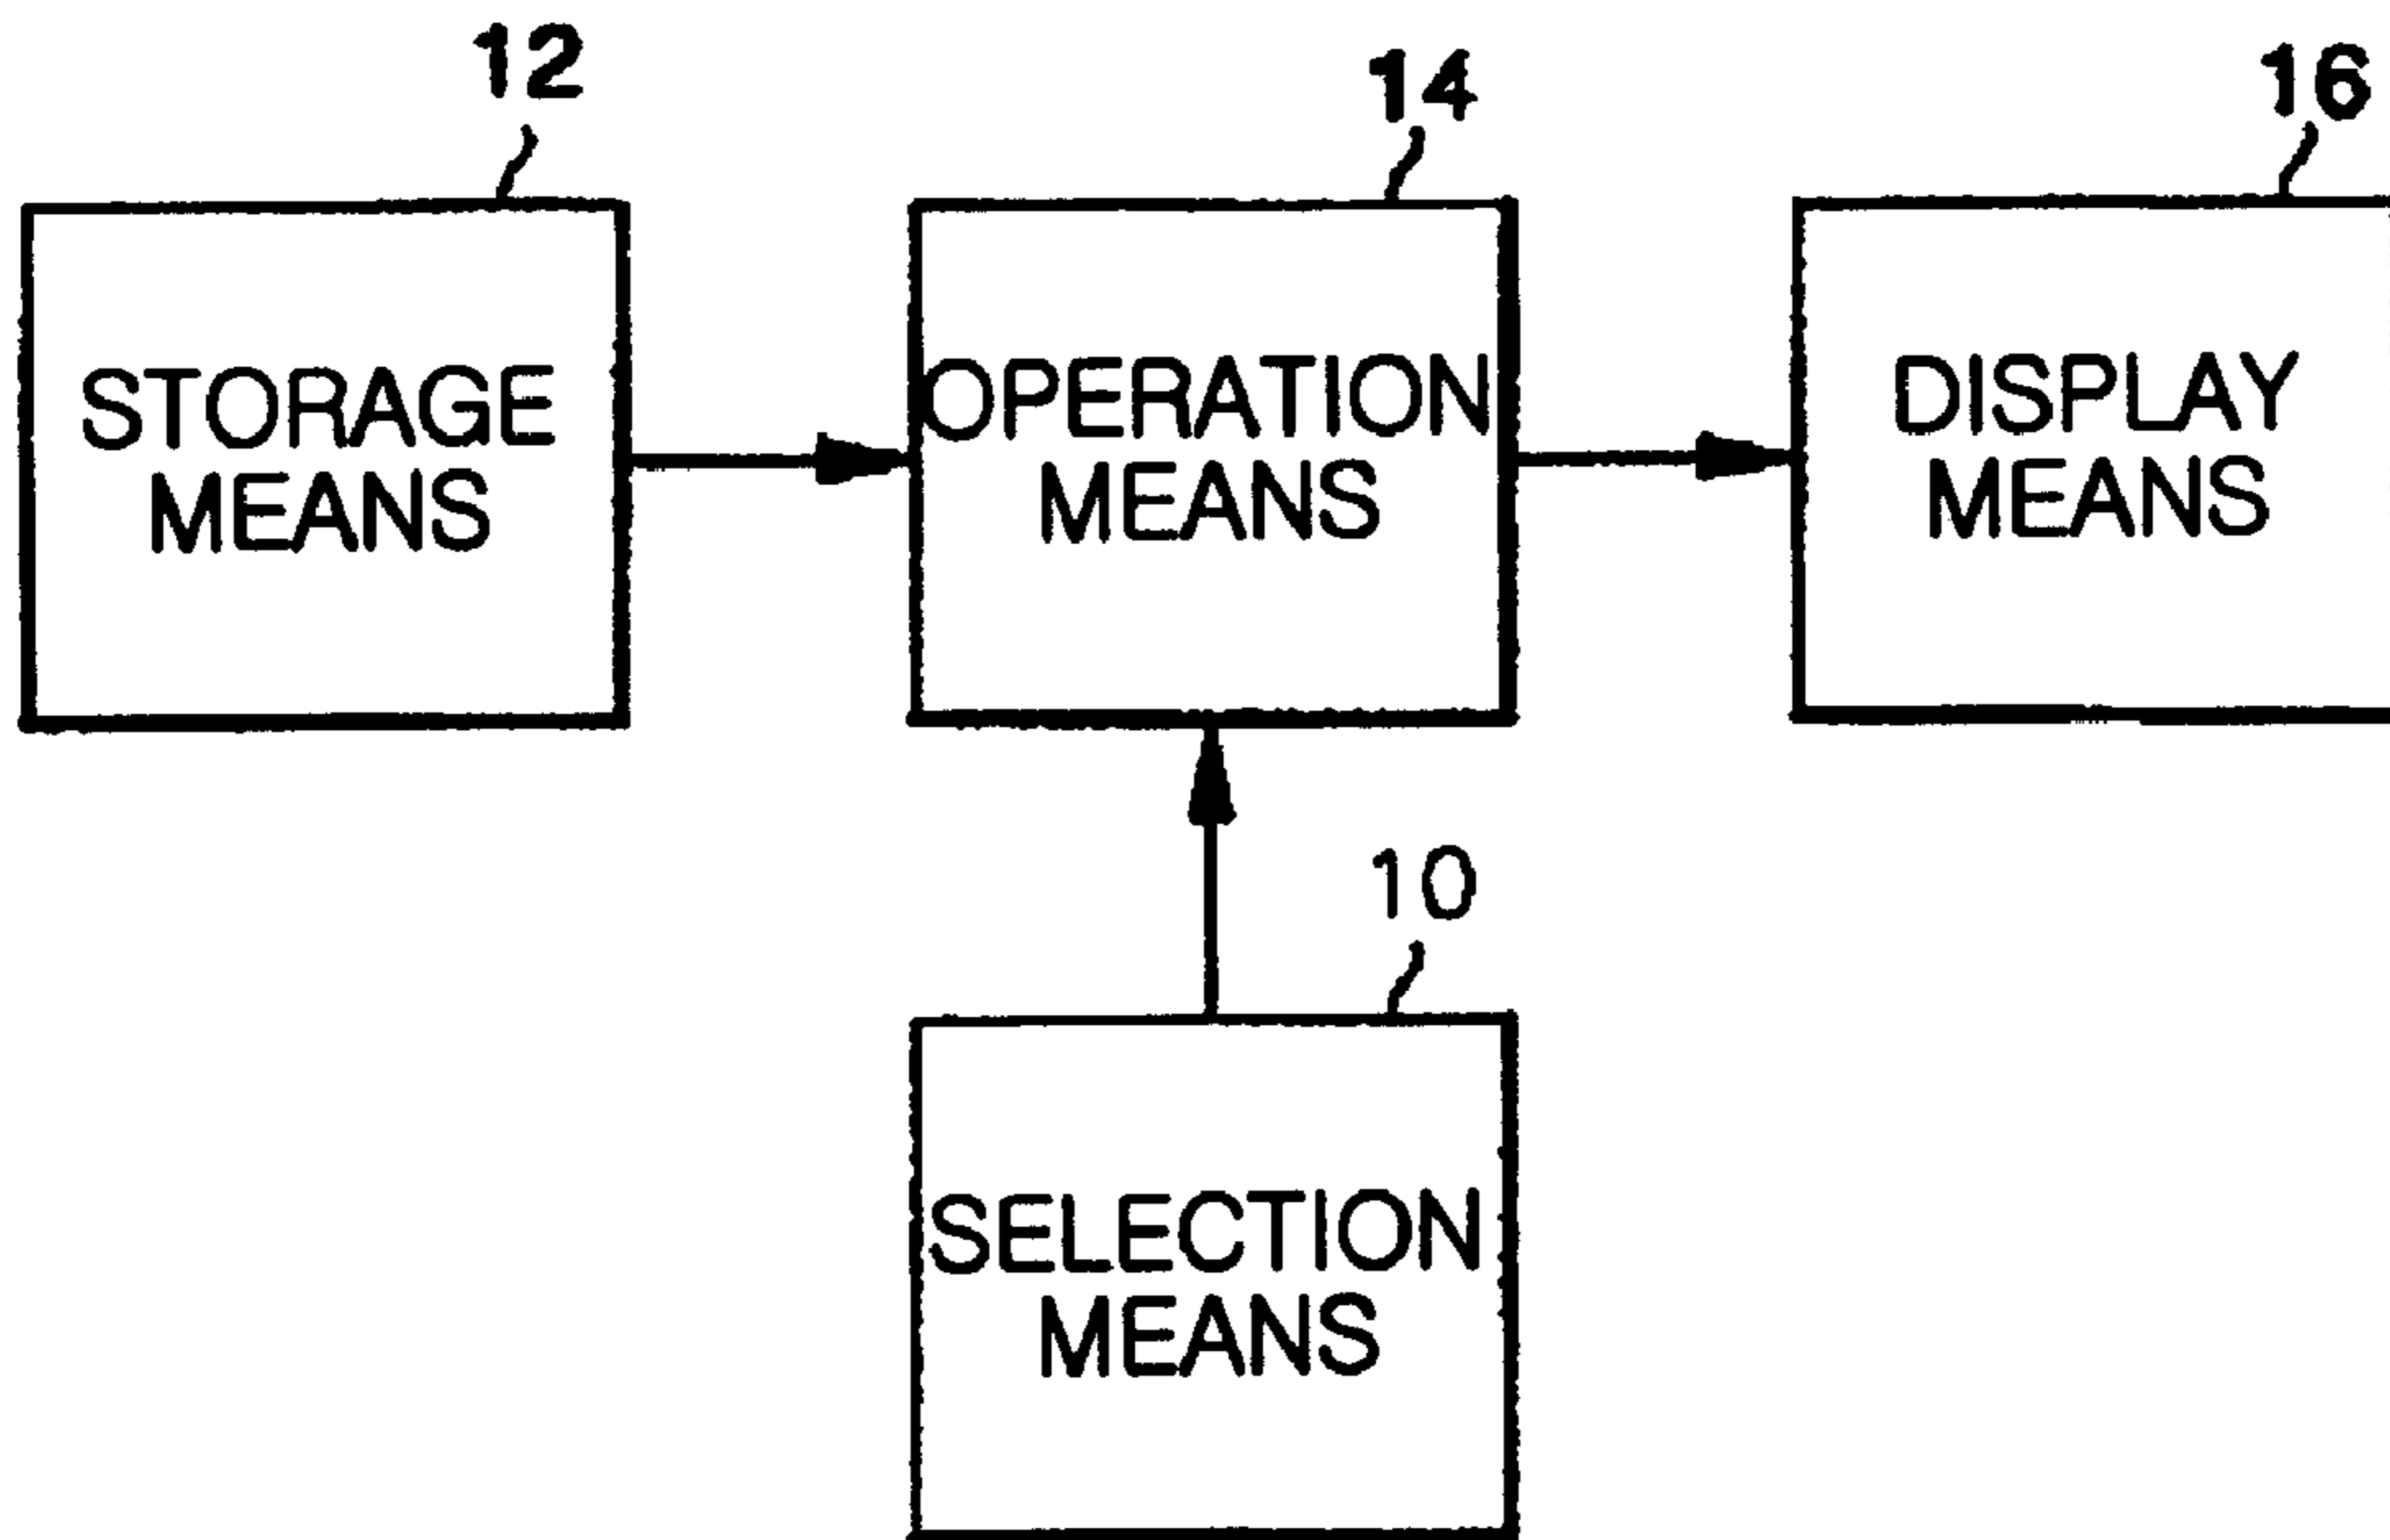 12
14
16
STORAGE
MEANS
OPERATION
MEANS
DISPLAY
MEANS
10
SELECTION
MEANS